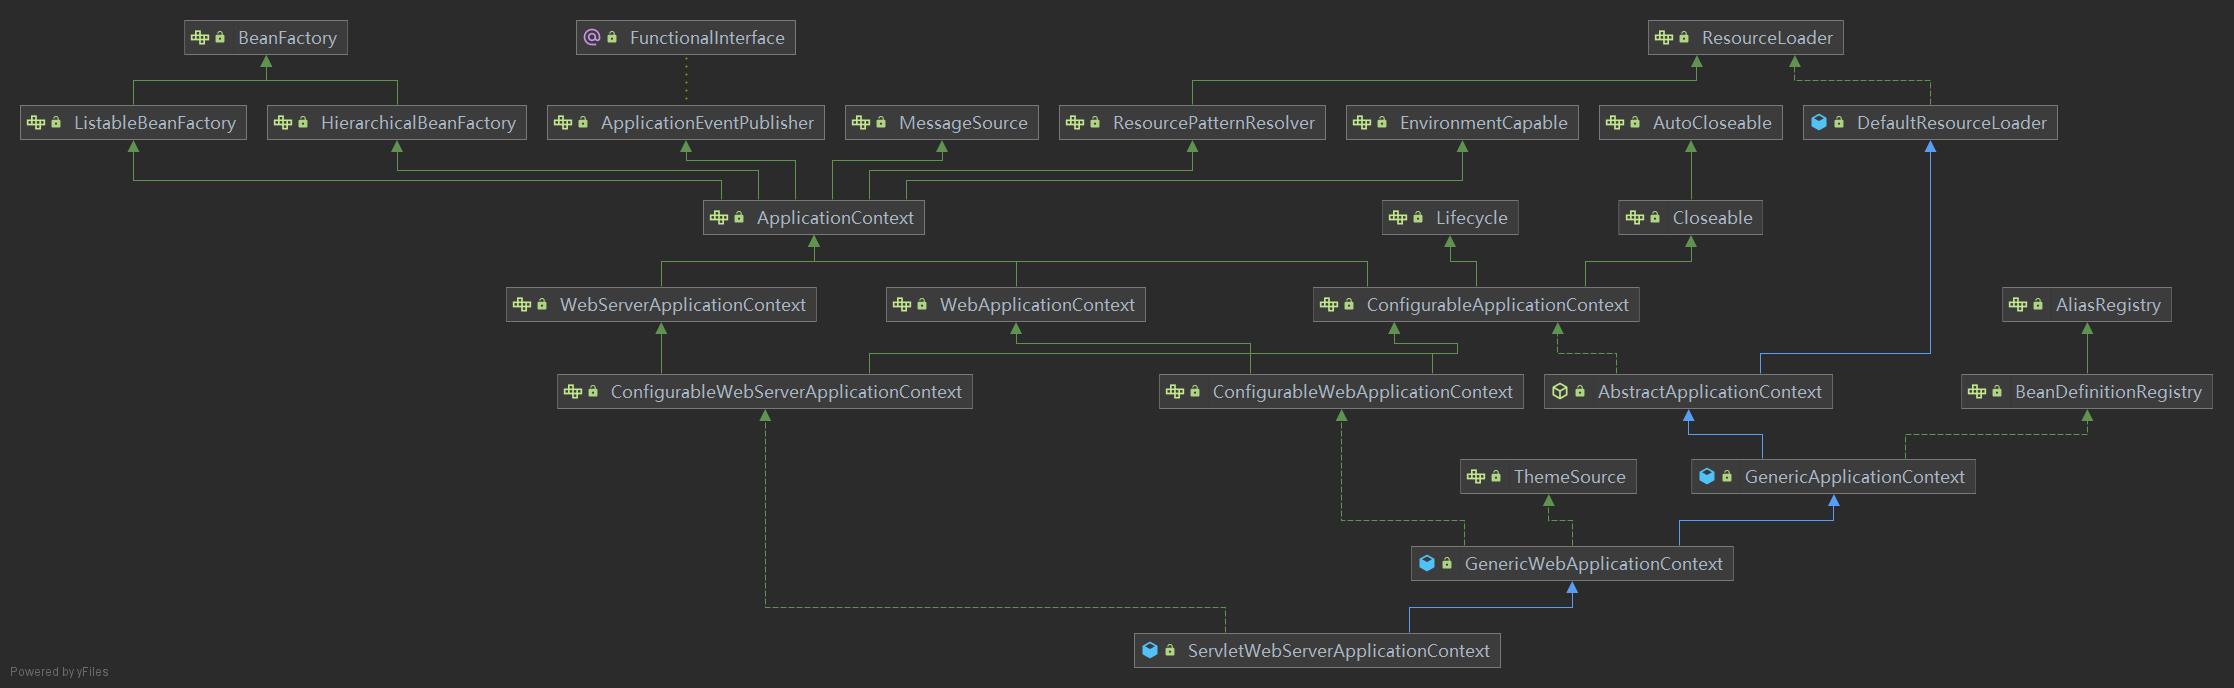 BeanFactory
FunctionalInterface
ResourceLoader
ListableBeanFactory
HierarchicalBeanFactory
ApplicationEventPublisher
MessageSource
ResourcePatternResolver
EnvironmentCapable
AutoCloseable
DefaultResourceLoader
ApplicationContext
Lifecycle
Closeable
WebServerApplicationContext
WebApplicationContext
ConfigurableApplicationContext
AliasRegistry
ConfigurableWebServerApplicationContext
ConfigurableWebApplicationContext
AbstractApplicationContext
BeanDefinitionRegistry
ThemeSource
GenericApplicationContext
GenericWebApplicationContext
ServletWebServerApplicationContext
Powered by yFiles